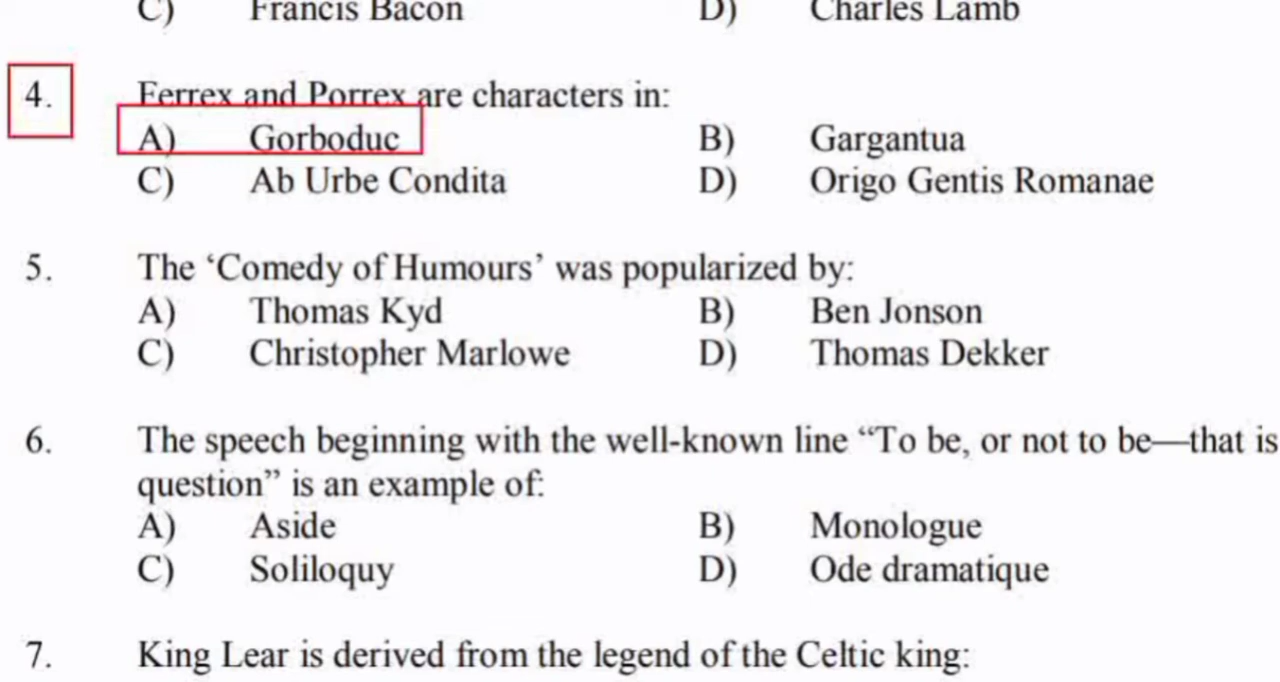 C) Francis Bacon D) Charles Lamb
4. Ferrex and Porrex are characters in:
A) Gorboduc B) Gargantua
C) Ab Urbe Condita D) Origo Gentis Romanae
5. The ‘Comedy of Humours’ was popularized by:
A) Thomas Kyd B) Ben Jonson
C) Christopher Marlowe D) Thomas Dekker
6. The speech beginning with the well-known line “To be, or not to be—that is
question” is an example of:
A) Aside B) Monologue
C) Soliloquy D) Ode dramatique
7. King Lear is derived from the legend of the Celtic king: